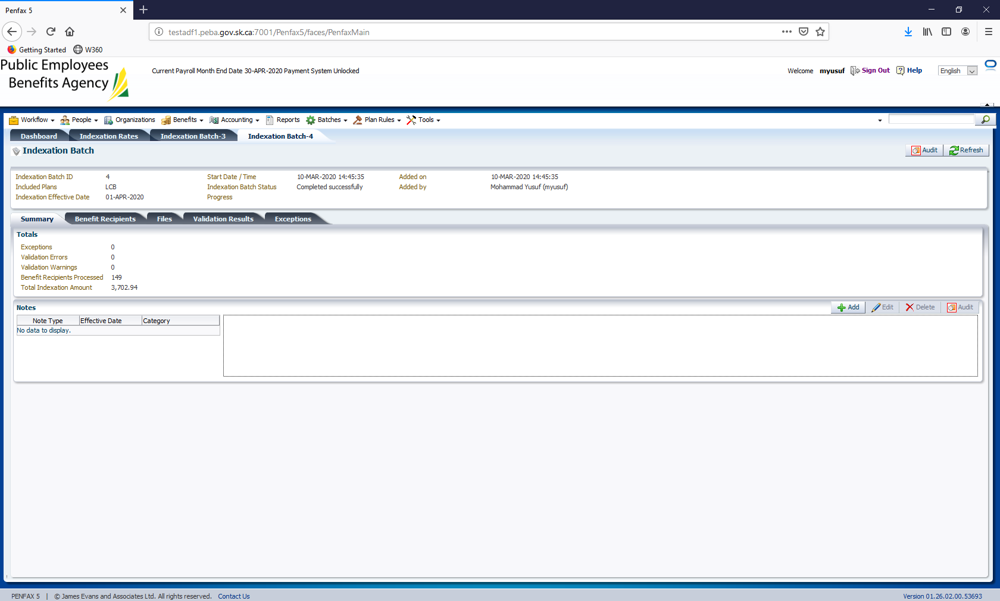 Penfax 5
testadf1.peba.gov.sk.ca:7001/Penfax5/faces/PenfaxMain
Getting Started W360
Public Employees
Benefits Agency
Current Payroll Month End Date 30-APR-2020 Payment System Unlocked
Welcome myusuf Sign Out Help English
Workflow People Organizations Benefits Accounting Reports Batches Plan Rules Tools
Dashboard Indexation Rates Indexation Batch-3 Indexation Batch-4
Indexation Batch Audit Refresh
Indexation Batch ID 4 Start Date / Time 10-MAR-2020 14:45:35 Added on 10-MAR-2020 14:45:35
Included Plans LCB Indexation Batch Status Completed successfully Added by Mohammad Yusuf (myusuf)
Indexation Effective Date 01-APR-2020 Progress
Summary Benefit Recipients Files Validation Results Exceptions
Totals
Exceptions 0
Validation Errors 0
Validation Warnings 0
Benefit Recipients Processed 149
Total Indexation Amount 3,702.94
Notes Add Edit Delete Audit
Note Type Effective Date Category
No data to display.
PENFAX 5 | © James Evans and Associates Ltd. All rights reserved. Contact Us Version 01.26.02.00.53693